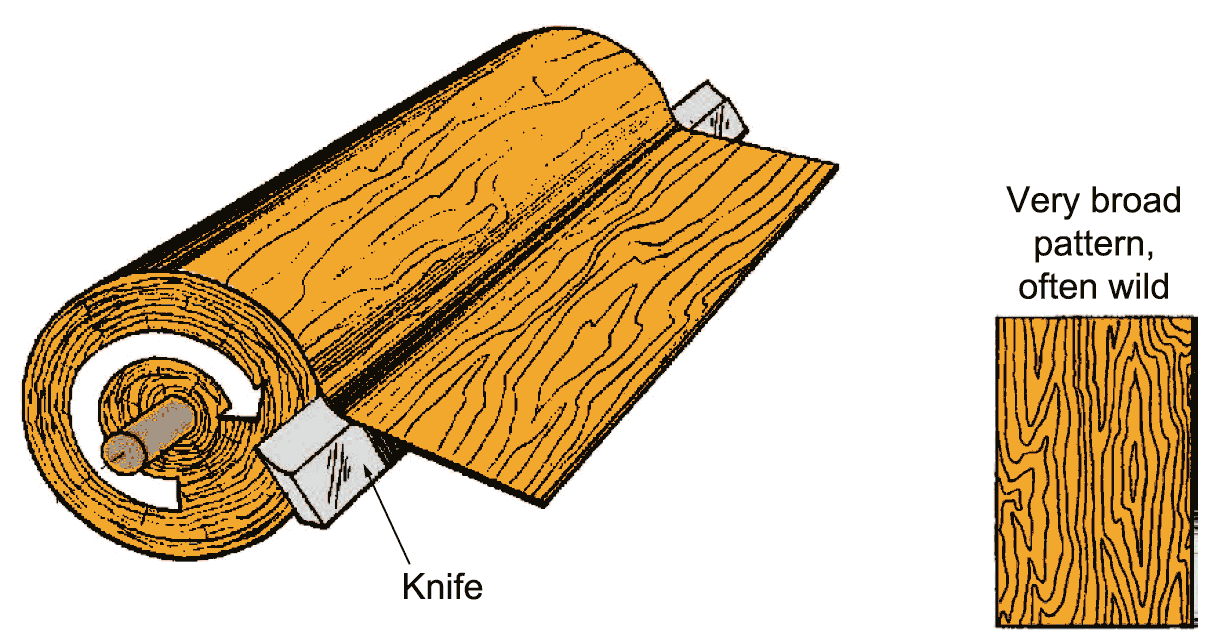 Very broad
pattern,
often wild
Knife